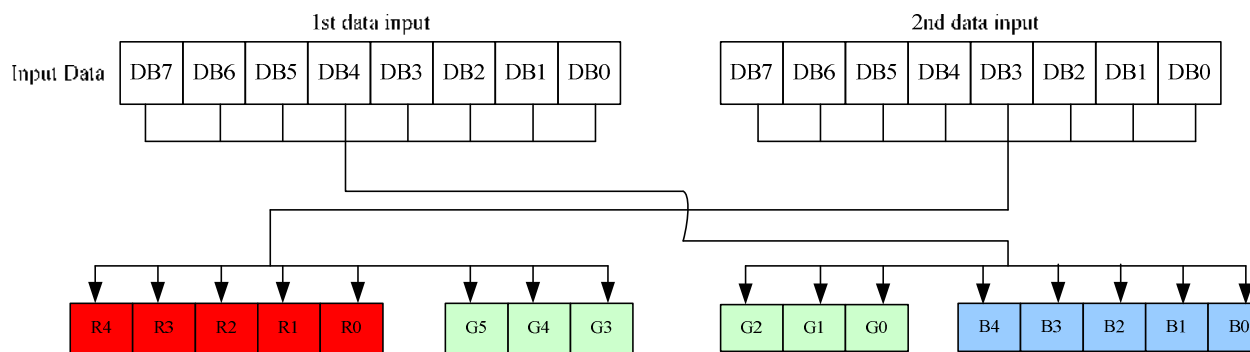 1st data input
2nd data input
Input Data DB7 DB6 DB5 DB4 DB3 DB2 DB1 DB0
DB7 DB6 DB5 DB4 DB3 DB2 DB1 DB0
R4 R3 R2 R1 R0 G5 G4 G3 G2 G1 G0 B4 B3 B2 B1 B0